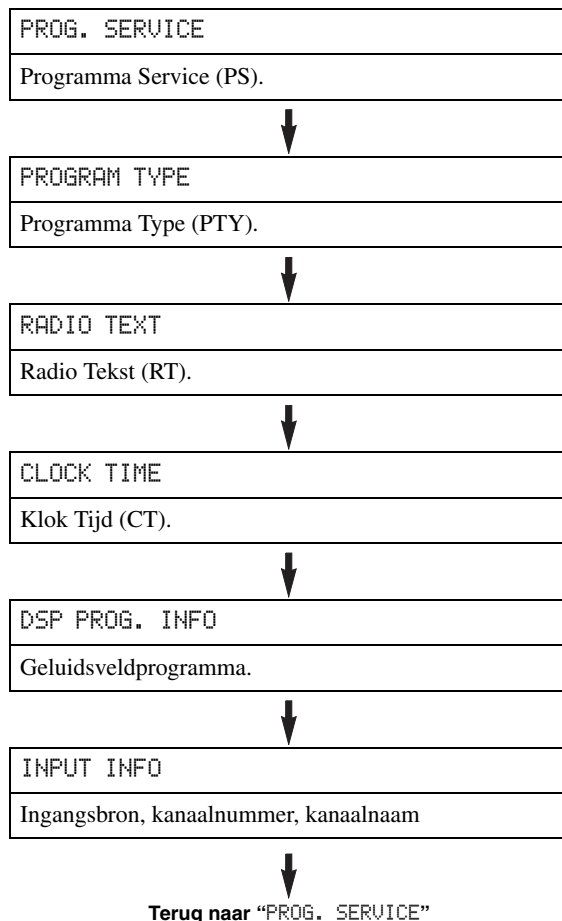 PROG. SERVICE
Programma Service (PS).
PROGRAM TYPE
Programma Type (PTY).
RADIO TEXT
Radio Tekst (RT).
CLOCK TIME
Klok Tijd (CT).
DSP PROG. INFO
Geluidsveldprogramma.
INPUT INFO
Ingangsbron, kanaalnummer, kanaalnaam
Terug naar “PROG. SERVICE”